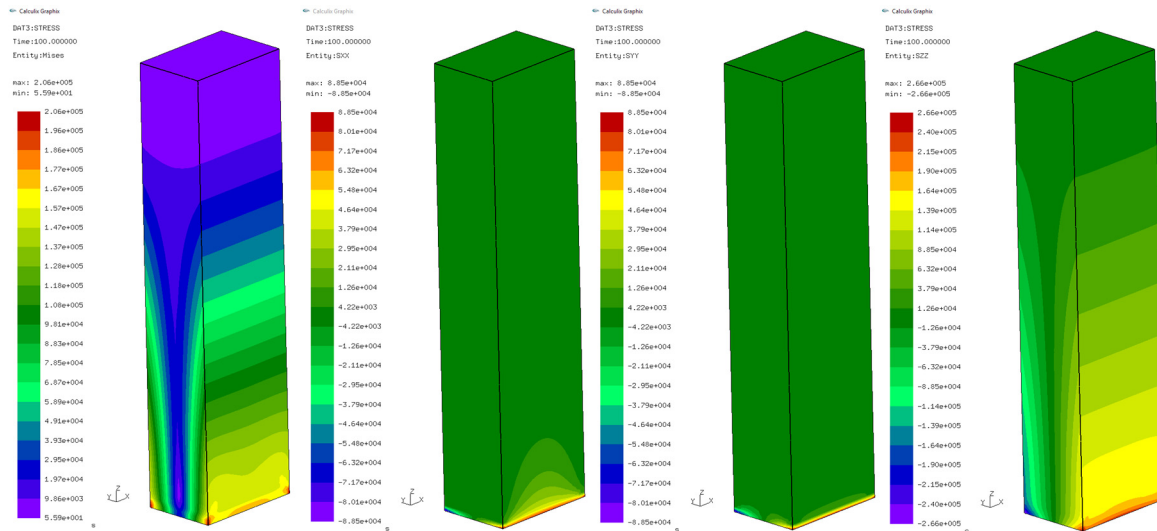 Calculix Graphix
DAT3:STRESS
Time:100.000000
Entity:Mises
max: 2.06e+005
min: 5.59e+001
2.06e+005
1.96e+005
1.86e+005
1.77e+005
1.67e+005
1.57e+005
1.47e+005
1.37e+005
1.28e+005
1.18e+005
1.08e+005
9.81e+004
8.83e+004
7.85e+004
6.87e+004
5.89e+004
4.91e+004
3.93e+004
2.95e+004
1.97e+004
9.86e+003
5.59e+001
Z
Y X
s
Calculix Graphix
DAT3:STRESS
Time:100.000000
Entity:SXX
max: 8.85e+004
min: -8.85e+004
8.85e+004
8.01e+004
7.17e+004
6.32e+004
5.48e+004
4.64e+004
3.79e+004
2.95e+004
2.11e+004
1.26e+004
4.22e+003
-4.22e+003
-1.26e+004
-2.11e+004
-2.95e+004
-3.79e+004
-4.64e+004
-5.48e+004
-6.32e+004
-7.17e+004
-8.01e+004
-8.85e+004
Z
Y X
s
Calculix Graphix
DAT3:STRESS
Time:100.000000
Entity:SYY
max: 8.85e+004
min: -8.85e+004
8.85e+004
8.01e+004
7.17e+004
6.32e+004
5.48e+004
4.64e+004
3.79e+004
2.95e+004
2.11e+004
1.26e+004
4.22e+003
-4.22e+003
-1.26e+004
-2.11e+004
-2.95e+004
-3.79e+004
-4.64e+004
-5.48e+004
-6.32e+004
-7.17e+004
-8.01e+004
-8.85e+004
Z
Y X
s
Calculix Graphix
DAT3:STRESS
Time:100.000000
Entity:SZZ
max: 2.66e+005
min: -2.66e+005
2.66e+005
2.40e+005
2.15e+005
1.90e+005
1.64e+005
1.39e+005
1.14e+005
8.85e+004
6.32e+004
3.79e+004
1.26e+004
-1.26e+004
-3.79e+004
-6.32e+004
-8.85e+004
-1.14e+005
-1.39e+005
-1.64e+005
-1.90e+005
-2.15e+005
-2.40e+005
-2.66e+005
Z
Y X
s